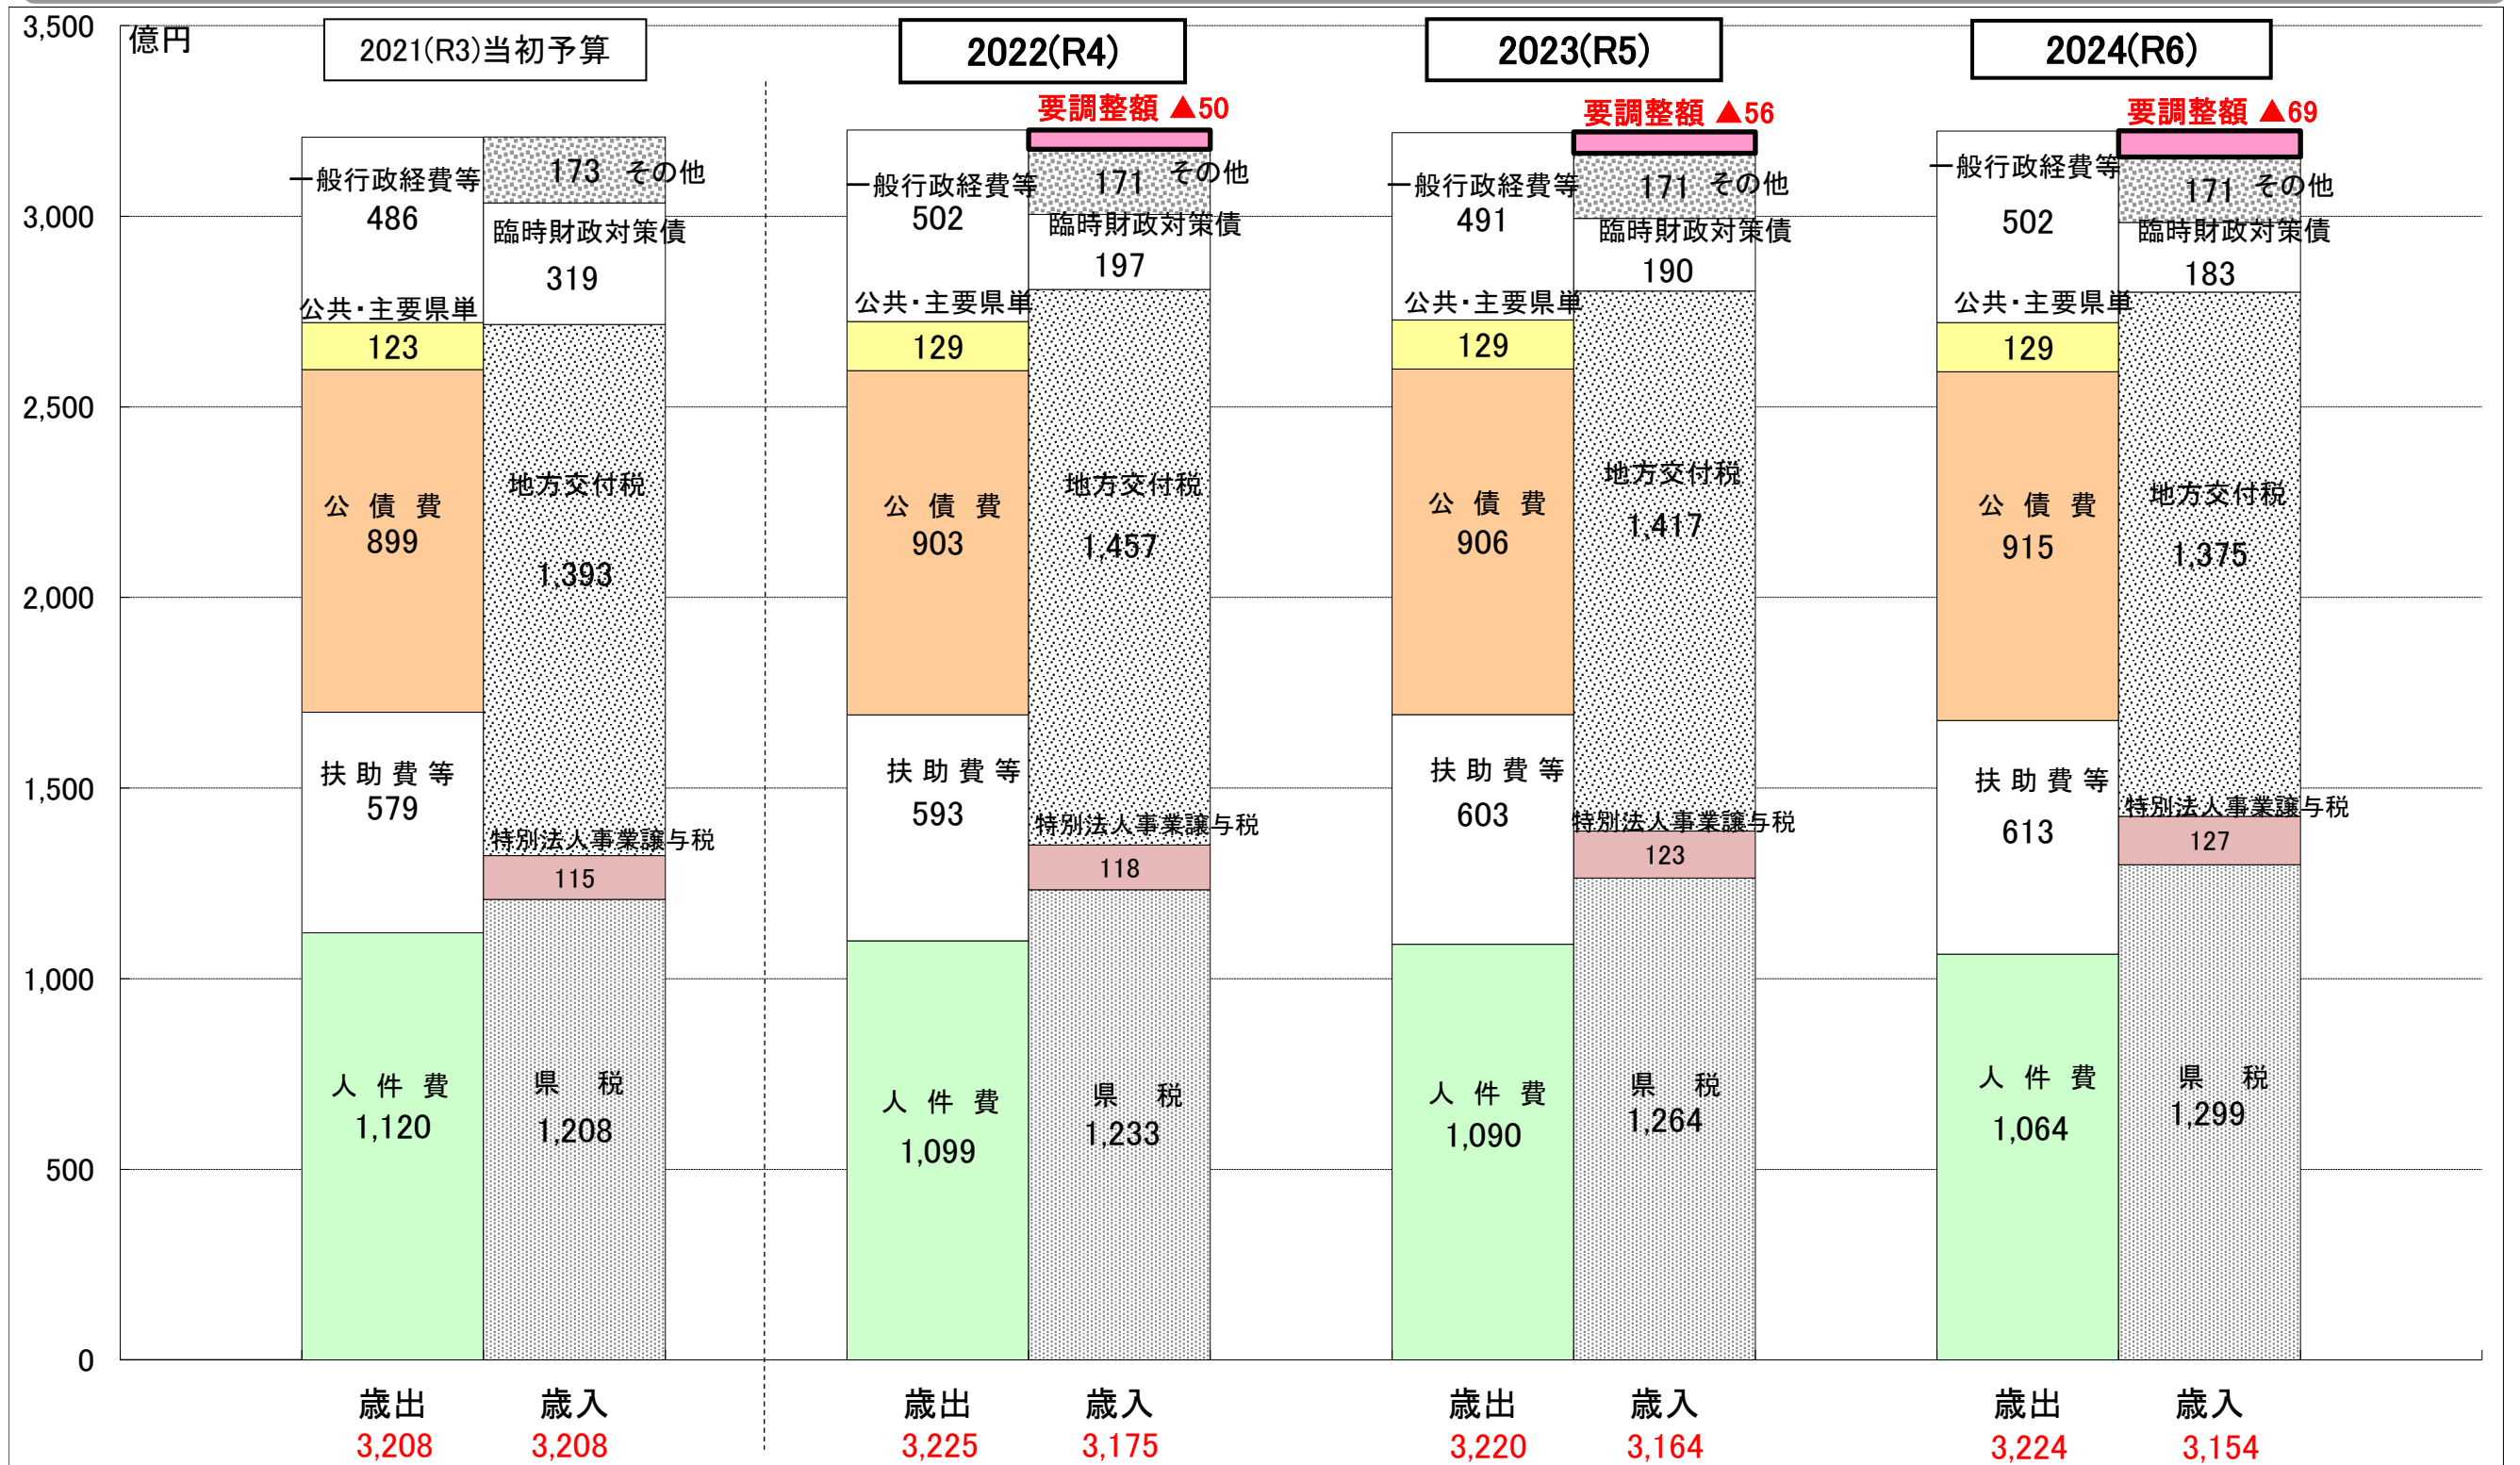 3,500
3,000
2,500
2,000
1,500
1,000
500
0
億円
2021(R3)当初予算
一般行政経費等
486
公共・主要県単
123
公 債 費
899
扶 助 費 等
579
人 件 費
1,120
173 その他
臨時財政対策債
319
地方交付税
1,393
特別法人事業譲与税
115
県 税
1,208
歳出
3,208
歳入
3,208
2022(R4)
要調整額 ▲50
一般行政経費等
502
公共・主要県単
129
公 債 費
903
扶 助 費 等
593
人 件 費
1,099
171 その他
臨時財政対策債
197
地方交付税
1,457
特別法人事業譲与税
118
県 税
1,233
歳出
3,225
歳入
3,175
2023(R5)
要調整額 ▲56
一般行政経費等
491
公共・主要県単
129
公 債 費
906
扶 助 費 等
603
人 件 費
1,090
171 その他
臨時財政対策債
190
地方交付税
1,417
特別法人事業譲与税
123
県 税
1,264
歳出
3,220
歳入
3,164
2024(R6)
要調整額 ▲69
一般行政経費等
502
公共・主要県単
129
公 債 費
915
扶 助 費 等
613
人 件 費
1,064
171 その他
臨時財政対策債
183
地方交付税
1,375
特別法人事業譲与税
127
県 税
1,299
歳出
3,224
歳入
3,154